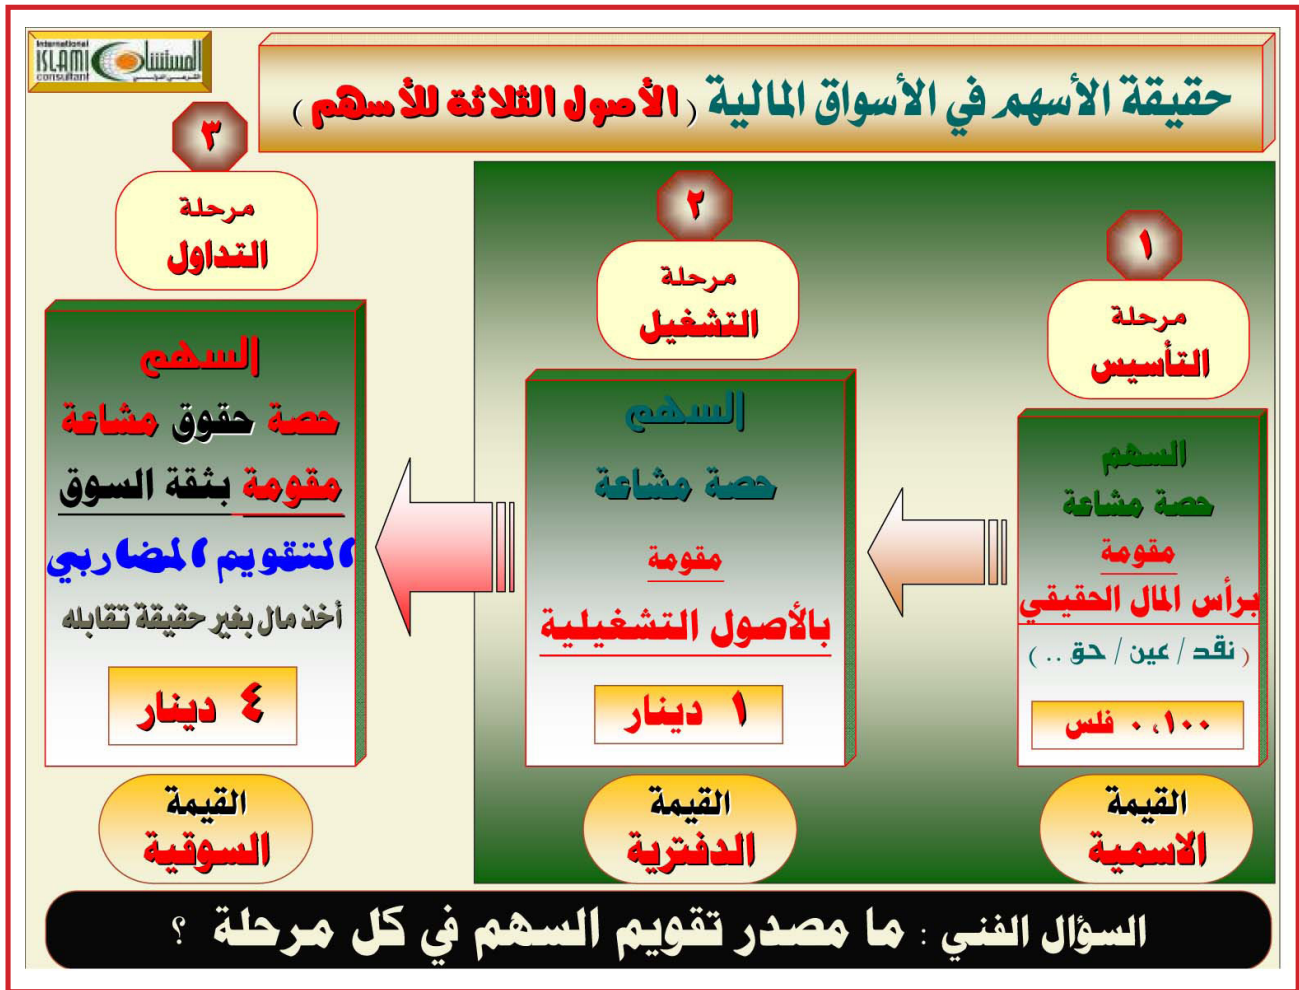 International
ISLAMI
consultant
المستشار
الشرعي الدولي
حقيقة الأسهم في الأسواق المالية ( الأصول الثلاثة للأسهم )
١
مرحلة
التأسيس
السهم
حصة مشاعة
مقومة
برأس المال الحقيقي
( نقد / عين / حق .. )
٠،١٠٠ فلس
القيمة
الاسمية
٢
مرحلة
التشغيل
السهم
حصة مشاعة
مقومة
بالأصول التشغيلية
١ دينار
القيمة
الدفترية
٣
مرحلة
التداول
السهم
حصة حقوق مشاعة
مقومة بثقة السوق
التقويم المضاربي
أخذ مال بغير حقيقة تقابله
٤ دينار
القيمة
السوقية
السؤال الفني : ما مصدر تقويم السهم في كل مرحلة ؟